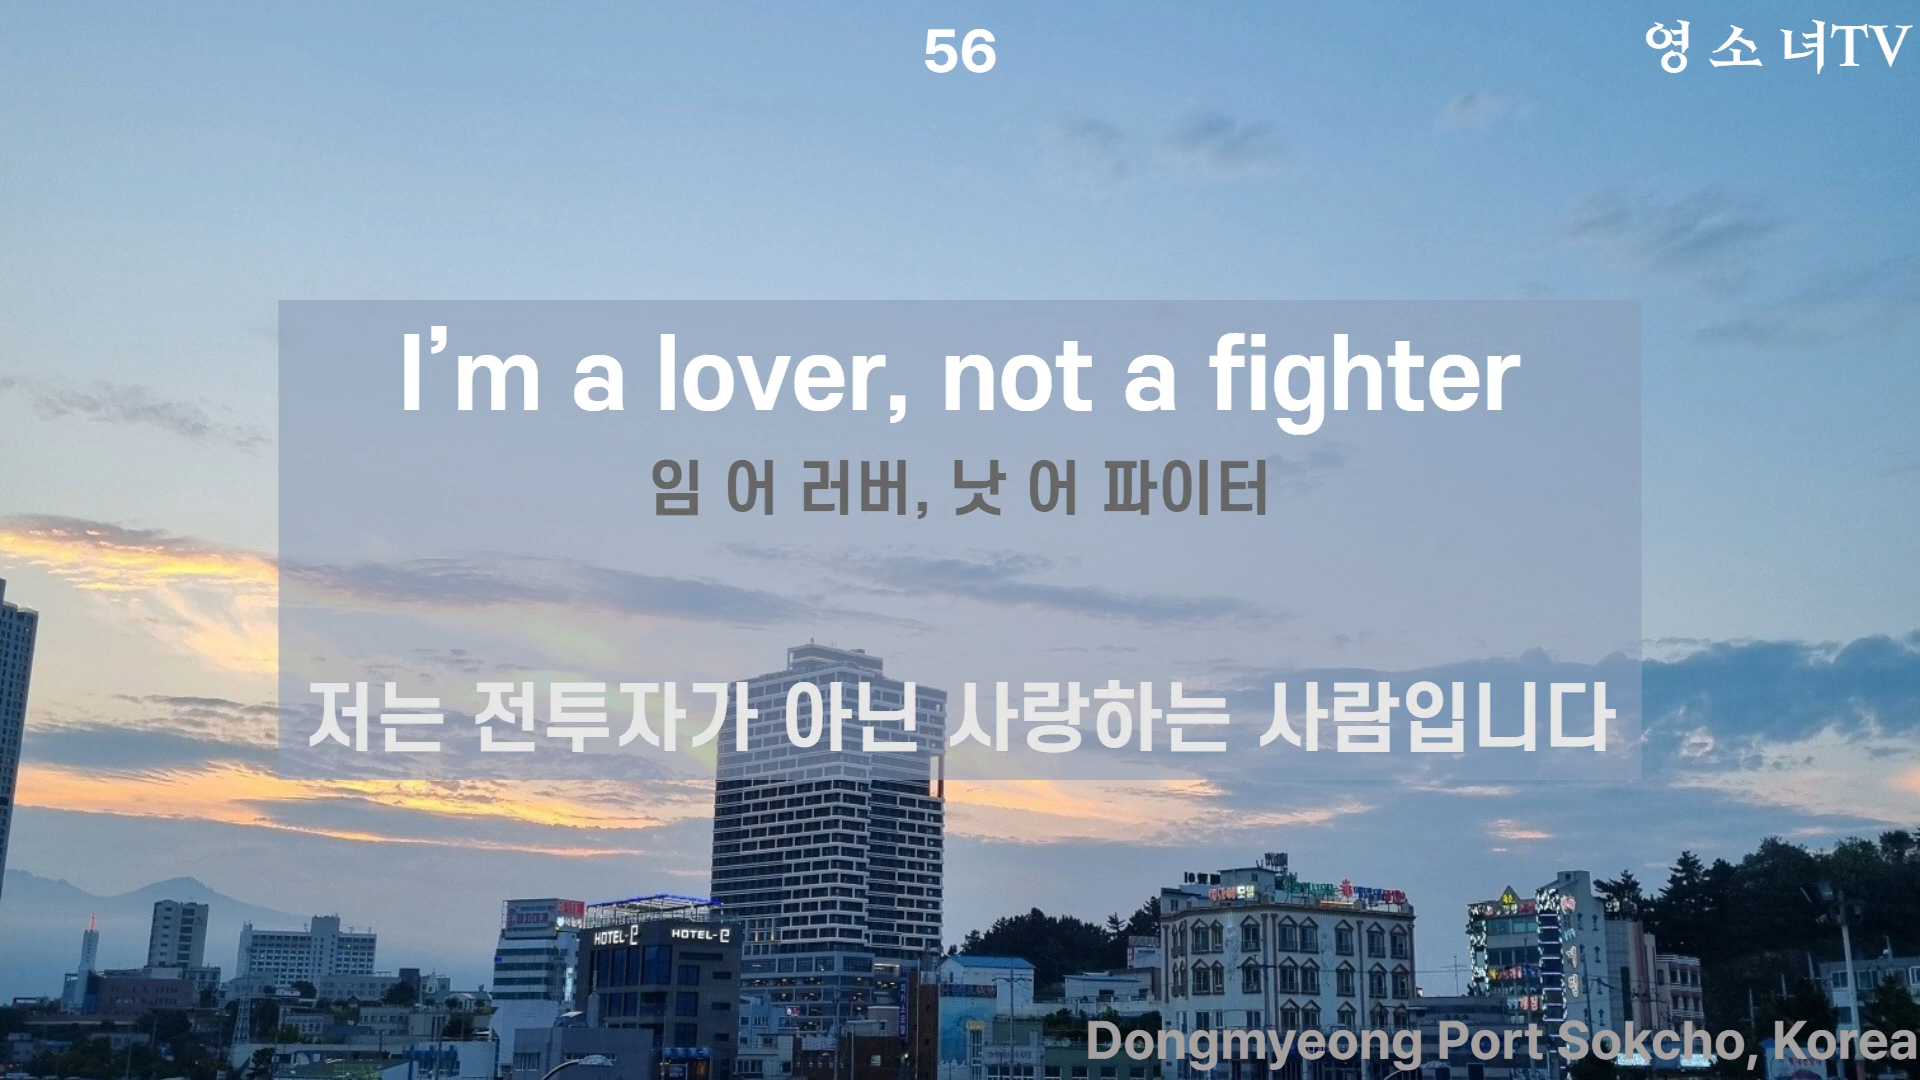 56
영소녀TV
I’m a lover, not a fighter
임 어 러버, 낫 어 파이터
저는 전투자가 아닌 사랑하는 사람입니다
HOTEL-e HOTEL-e
Dongmyeong Port Sokcho, Korea